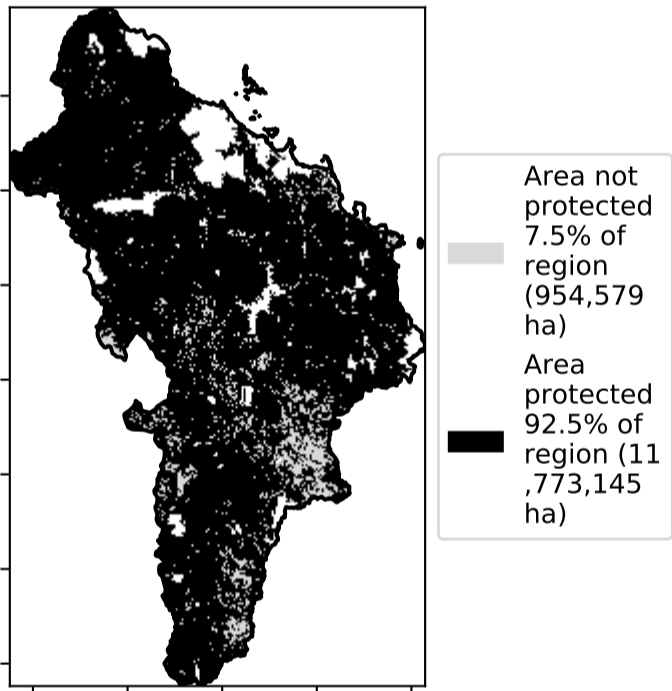 Area not
protected
7.5% of
region
(954,579
ha)
Area
protected
92.5% of
region (11
,773,145
ha)